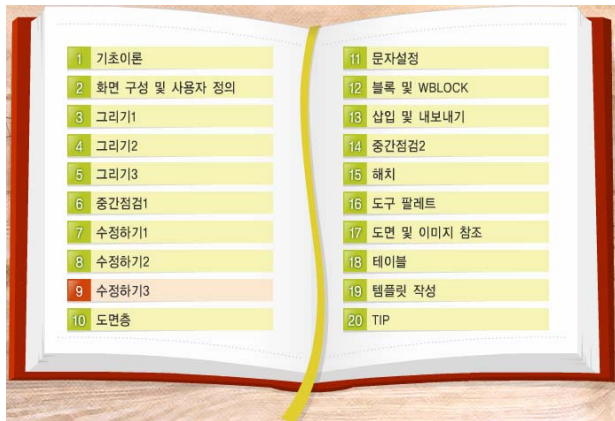 1 기초이론
2 화면 구성 및 사용자 정의
3 그리기1
4 그리기2
5 그리기3
6 중간점검1
7 수정하기1
8 수정하기2
9 수정하기3
10 도면층
11 문자설정
12 블록 및 WBLOCK
13 삽입 및 내보내기
14 중간점검2
15 해치
16 도구 팔레트
17 도면 및 이미지 참조
18 테이블
19 템플릿 작성
20 TIP